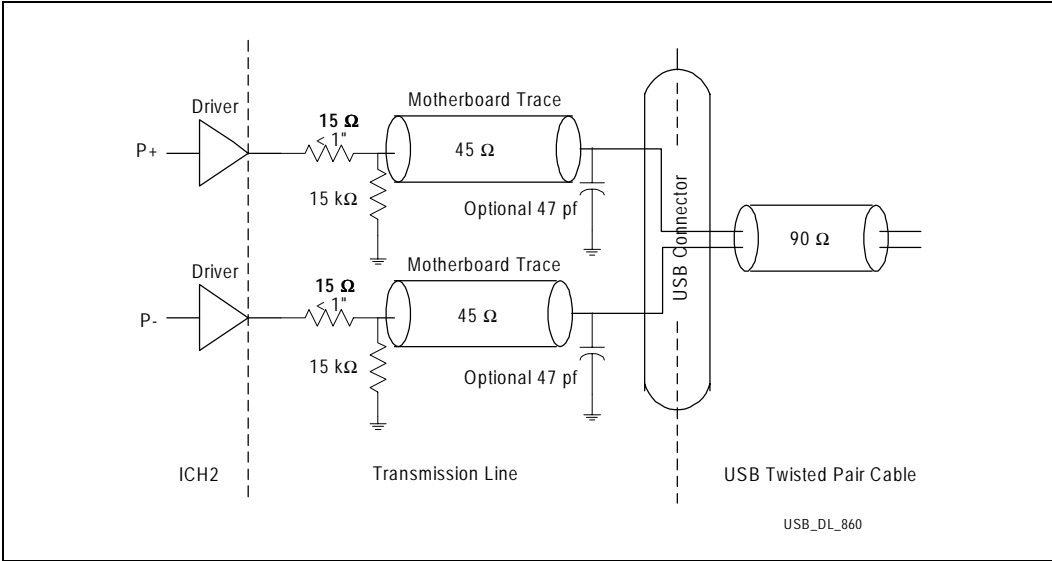 Driver
Motherboard Trace
15 Ω
< 1"
P+
45 Ω
15 kΩ
Optional 47 pf
USB Connector
90 Ω
Driver
Motherboard Trace
15 Ω
< 1"
P-
45 Ω
15 kΩ
Optional 47 pf
ICH2
Transmission Line
USB Twisted Pair Cable
USB_DL_860